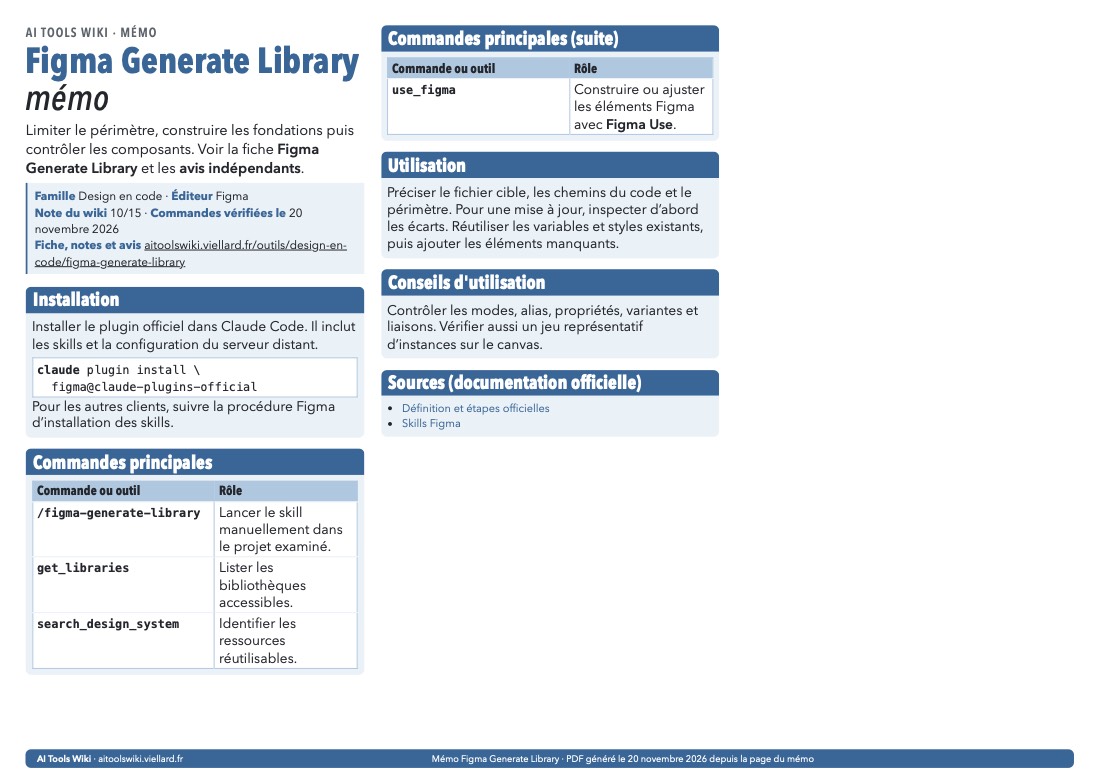 AI TOOLS WIKI · MÉMO
Figma Generate Library
mémo
Limiter le périmètre, construire les fondations puis
contrôler les composants. Voir la fiche Figma
Generate Library et les avis indépendants.
Famille Design en code · Éditeur Figma
Note du wiki 10/15 · Commandes vérifiées le 20
novembre 2026
Fiche, notes et avis aitoolswiki.viellard.fr/outils/design-en-
code/figma-generate-library
Installation
Installer le plugin officiel dans Claude Code. Il inclut
les skills et la configuration du serveur distant.
claude plugin install \
figma@claude-plugins-official
Pour les autres clients, suivre la procédure Figma
d’installation des skills.
Commandes principales
Commande ou outil Rôle
/figma-generate-library Lancer le skill
manuellement dans
le projet examiné.
get_libraries Lister les
bibliothèques
accessibles.
search_design_system Identifier les
ressources
réutilisables.
Commandes principales (suite)
Commande ou outil Rôle
use_figma Construire ou ajuster
les éléments Figma
avec Figma Use.
Utilisation
Préciser le fichier cible, les chemins du code et le
périmètre. Pour une mise à jour, inspecter d’abord
les écarts. Réutiliser les variables et styles existants,
puis ajouter les éléments manquants.
Conseils d'utilisation
Contrôler les modes, alias, propriétés, variantes et
liaisons. Vérifier aussi un jeu représentatif
d’instances sur le canvas.
Sources (documentation officielle)
• Définition et étapes officielles
• Skills Figma
AI Tools Wiki · aitoolswiki.viellard.fr
Mémo Figma Generate Library · PDF généré le 20 novembre 2026 depuis la page du mémo